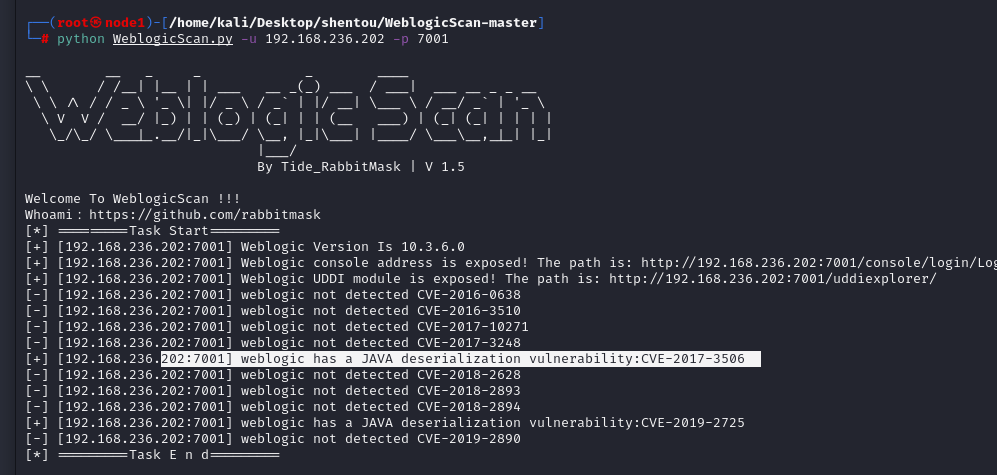 ┌──(root㉿node1)-[/home/kali/Desktop/shentou/WeblogicScan-master]
└─# python WeblogicScan.py -u 192.168.236.202 -p 7001
Weblogic Scan
By Tide_RabbitMask | V 1.5
Welcome To WeblogicScan !!!
Whoami：https://github.com/rabbitmask
[*] =========Task Start=========
[+] [192.168.236.202:7001] Weblogic Version Is 10.3.6.0
[+] [192.168.236.202:7001] Weblogic console address is exposed! The path is: http://192.168.236.202:7001/console/login/Log
[+] [192.168.236.202:7001] Weblogic UDDI module is exposed! The path is: http://192.168.236.202:7001/uddiexplorer/
[-] [192.168.236.202:7001] weblogic not detected CVE-2016-0638
[-] [192.168.236.202:7001] weblogic not detected CVE-2016-3510
[-] [192.168.236.202:7001] weblogic not detected CVE-2017-10271
[-] [192.168.236.202:7001] weblogic not detected CVE-2017-3248
[+] [192.168.236.202:7001] weblogic has a JAVA deserialization vulnerability:CVE-2017-3506
[-] [192.168.236.202:7001] weblogic not detected CVE-2018-2628
[-] [192.168.236.202:7001] weblogic not detected CVE-2018-2893
[-] [192.168.236.202:7001] weblogic not detected CVE-2018-2894
[+] [192.168.236.202:7001] weblogic has a JAVA deserialization vulnerability:CVE-2019-2725
[-] [192.168.236.202:7001] weblogic not detected CVE-2019-2890
[*] =========Task E n d=========